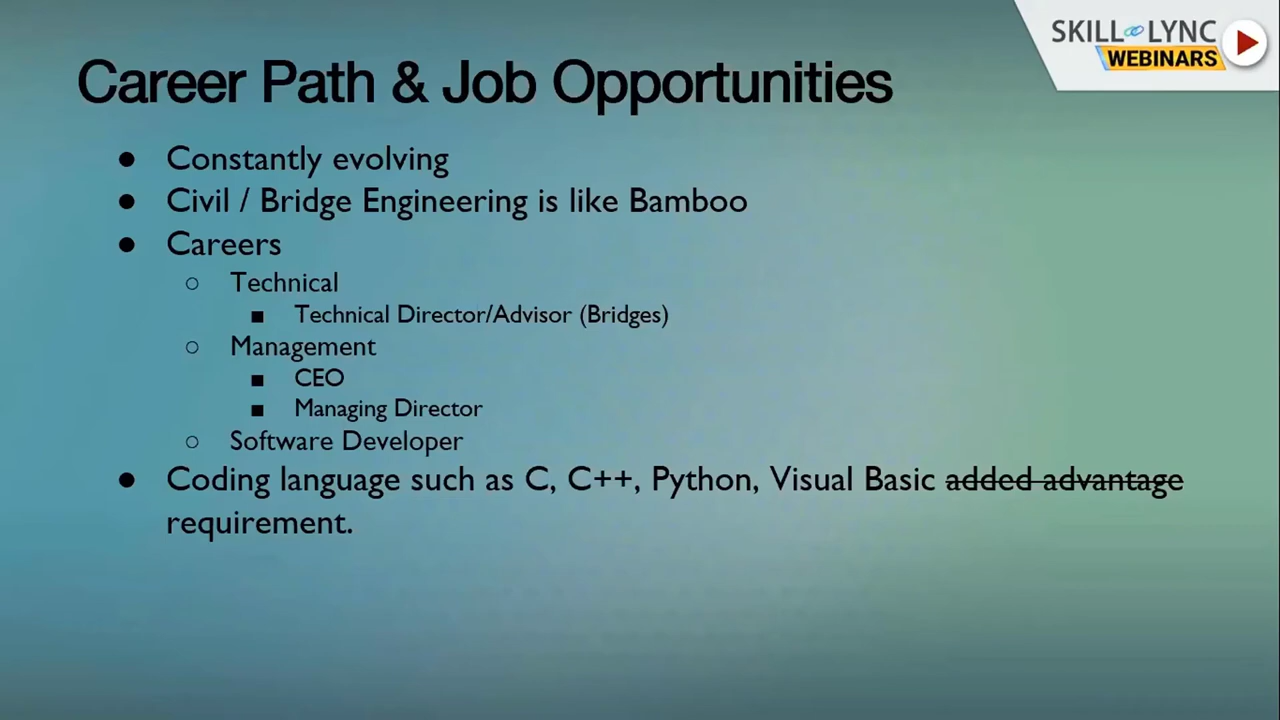 SKILL LYNC
WEBINARS
Career Path & Job Opportunities
● Constantly evolving
● Civil / Bridge Engineering is like Bamboo
● Careers
○ Technical
■ Technical Director/Advisor (Bridges)
○ Management
■ CEO
■ Managing Director
○ Software Developer
● Coding language such as C, C++, Python, Visual Basic added advantage
requirement.